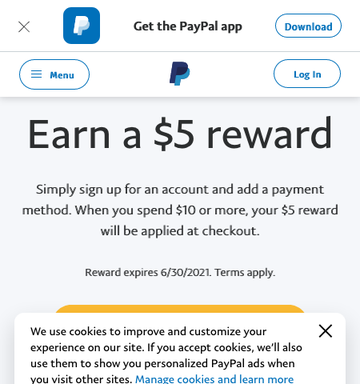 Get the PayPal app
Download
Menu
Log In
Earn a $5 reward
Simply sign up for an account and add a payment
method. When you spend $10 or more, your $5 reward
will be applied at checkout.
Reward expires 6/30/2021. Terms apply.
We use cookies to improve and customize your
experience on our site. If you accept cookies, we'll also
use them to show you personalized PayPal ads when
you visit other sites. Manage cookies and learn more